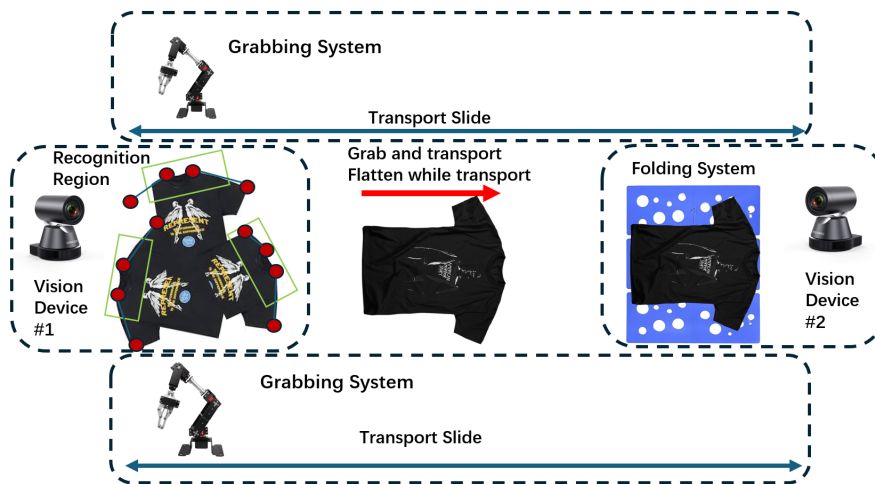 Grabbing System
Transport Slide
Recognition
Region
Grab and transport
Flatten while transport
Folding System
REPRESENT
Vision
Device
#1
Vision
Device
#2
Grabbing System
Transport Slide